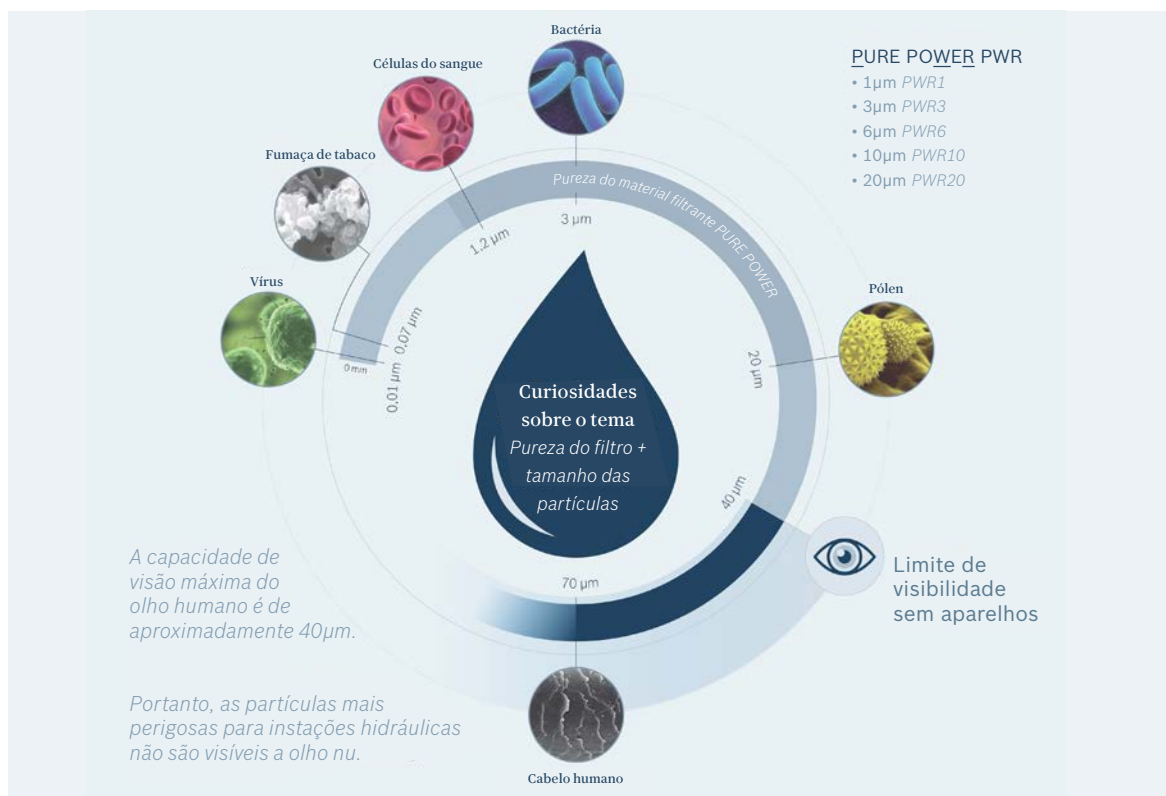 Bactéria
Células do sangue
Fumaça de tabaco
Vírus
PURE POWER PWR
• 1µm PWR1
• 3µm PWR3
• 6µm PWR6
• 10µm PWR10
• 20µm PWR20
Pureza do material filtrante PURE POWER
1,2 µm
3 µm
Pólen
20 µm
0,07 µm
0,01 µm
0 mm
Curiosidades
sobre o tema
Pureza do filtro +
tamanho das
partículas
40 µm
70 µm
Limite de
visibilidade
sem aparelhos
A capacidade de
visão máxima do
olho humano é de
aproximadamente 40µm.
Portanto, as partículas mais
perigosas para instações hidráulicas
não são visíveis a olho nu.
Cabelo humano